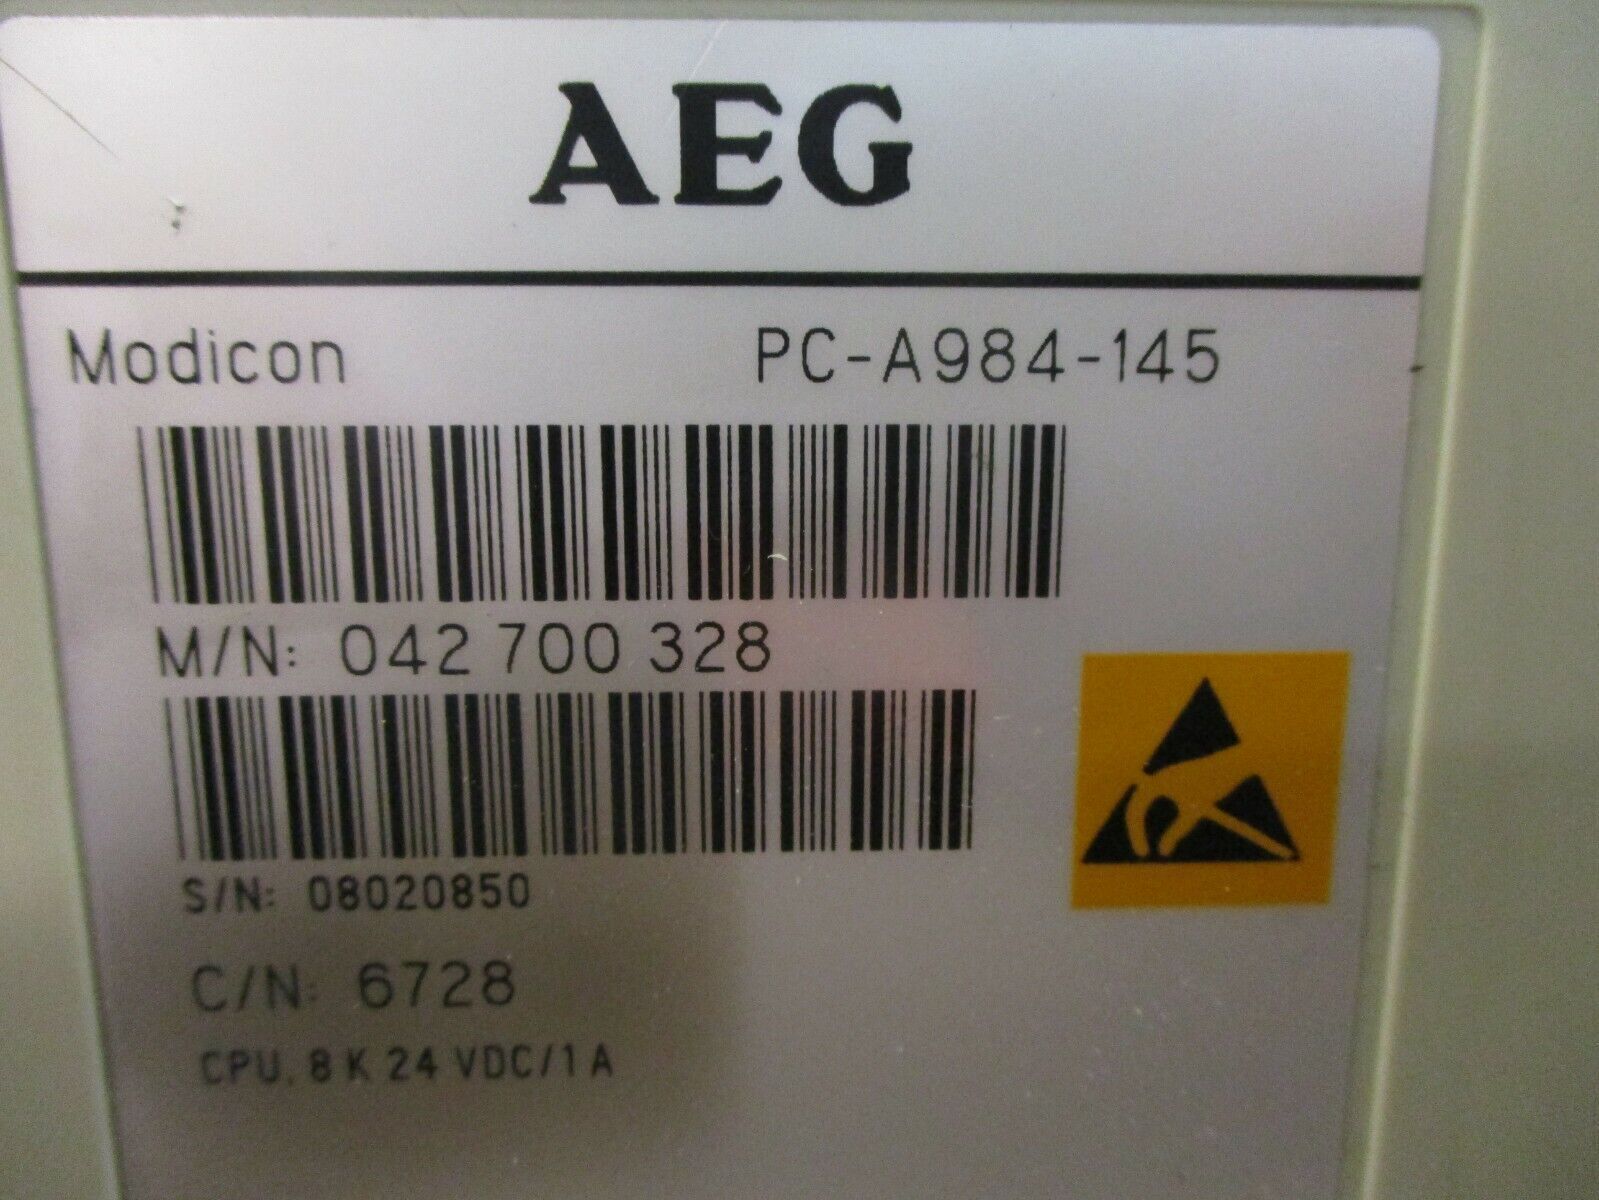 AEG
Modicon PC-A984-145
M/N: 042 700 328
S/N: 08020850
C/N: 6728
CPU, 8 K 24 VDC/1 A